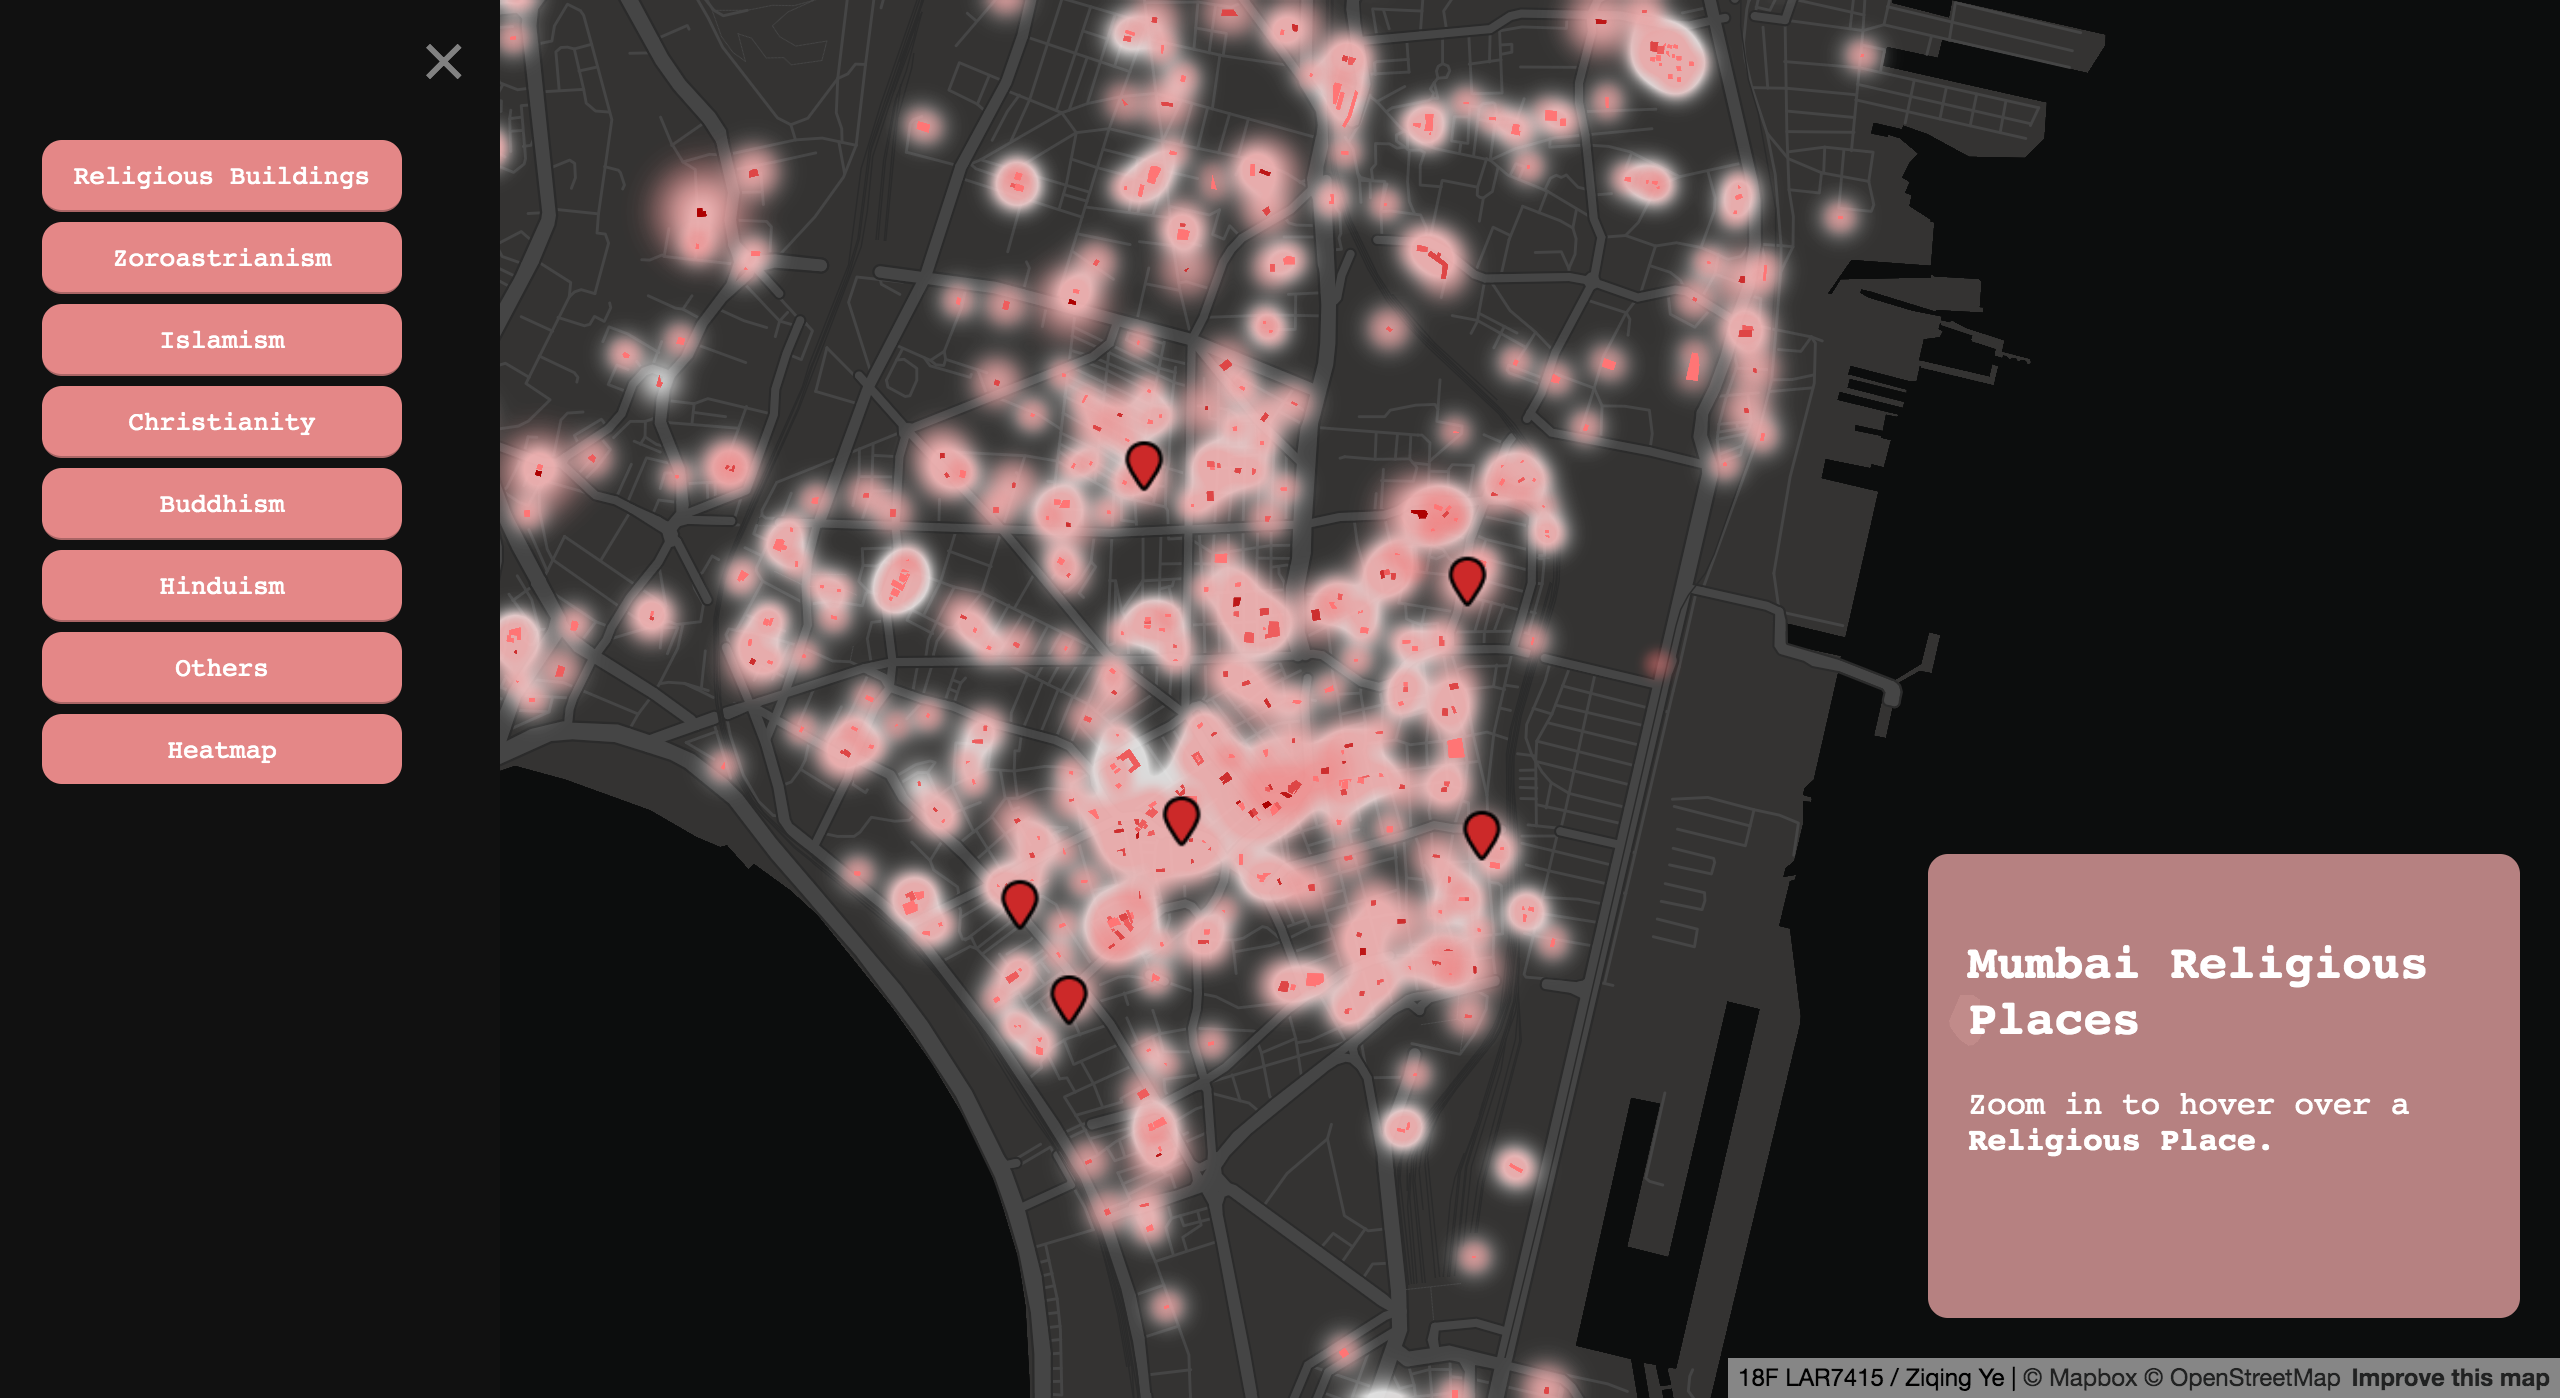 Religious Buildings
Zoroastrianism
Islamism
Christianity
Buddhism
Hinduism
Others
Heatmap
Mumbai Religious
Places
Zoom in to hover over a
Religious Place.
18F LAR7415 / Ziqing Ye | © Mapbox © OpenStreetMap Improve this map